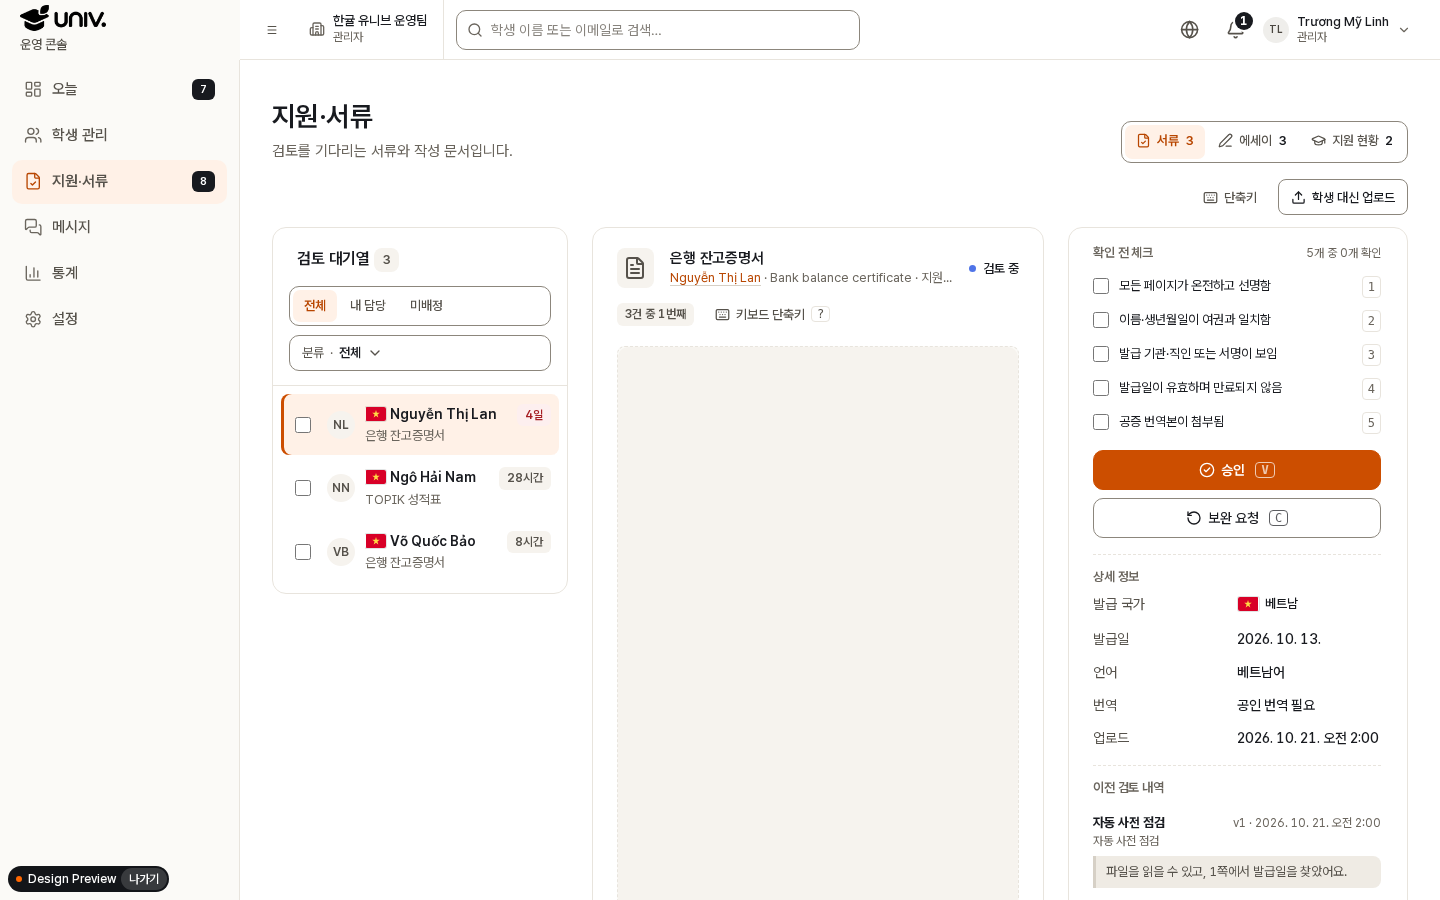 UNIV.
운영 콘솔
오늘 7
학생 관리
지원·서류 8
메시지
통계
설정
Design Preview 나가기
한귤 유니브 운영팀
관리자
학생 이름 또는 이메일로 검색...
1
TL
Trương Mỹ Linh
관리자
지원·서류
검토를 기다리는 서류와 작성 문서입니다.
서류 3 에세이 3 지원 현황 2
단축키 학생 대신 업로드
검토 대기열 3
전체 내 담당 미배정
분류 · 전체
NL Nguyễn Thị Lan 4일
은행 잔고증명서
NN Ngô Hải Nam 28시간
TOPIK 성적표
VB Võ Quốc Bảo 8시간
은행 잔고증명서
은행 잔고증명서
Nguyễn Thị Lan · Bank balance certificate · 지원...
검토 중
3건 중 1번째 키보드 단축키 ?
확인 전 체크 5개 중 0개 확인
모든 페이지가 온전하고 선명함 1
이름·생년월일이 여권과 일치함 2
발급 기관·직인 또는 서명이 보임 3
발급일이 유효하며 만료되지 않음 4
공증 번역본이 첨부됨 5
승인 V
보완 요청 C
상세 정보
발급 국가 베트남
발급일 2026. 10. 13.
언어 베트남어
번역 공인 번역 필요
업로드 2026. 10. 21. 오전 2:00
이전 검토 내역
자동 사전 점검 v1 · 2026. 10. 21. 오전 2:00
자동 사전 점검
파일을 읽을 수 있고, 1쪽에서 발급일을 찾았어요.